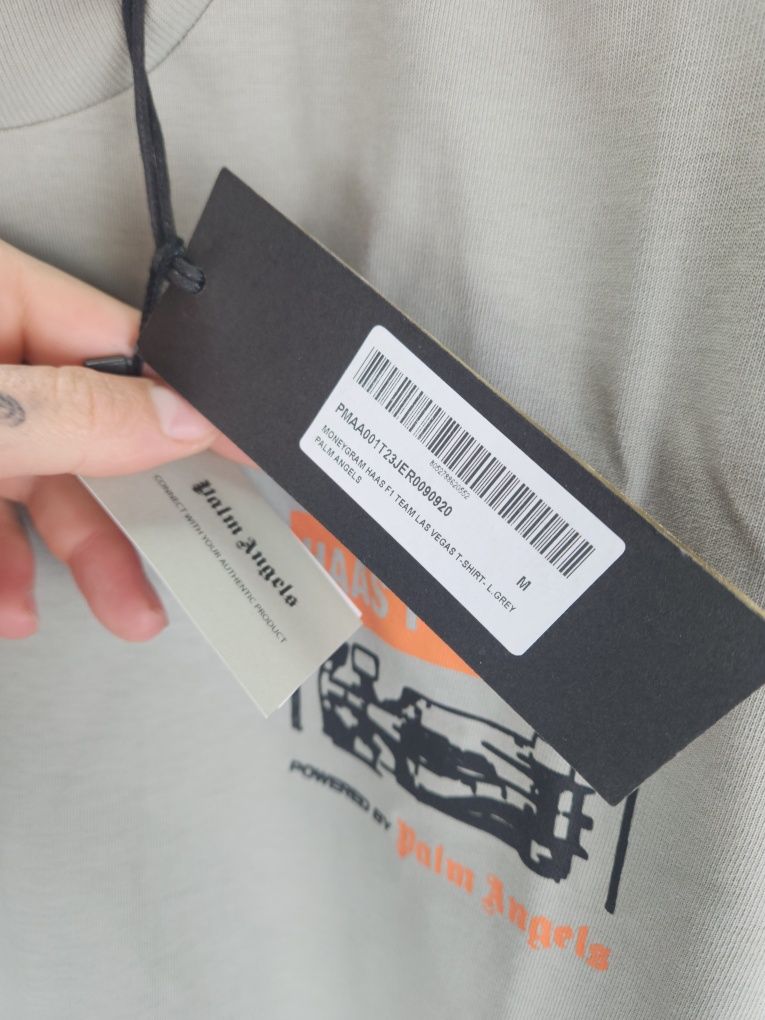 8052788620552
PMAA001T23JER0090920
MONEYGRAM HAAS F1 TEAM LAS VEGAS T-SHIRT- L.GREY
PALM ANGELS
M
Palm Angels
CONNECT WITH YOUR AUTHENTIC PRODUCT
HAAS
POWERED BY
Palm Angels